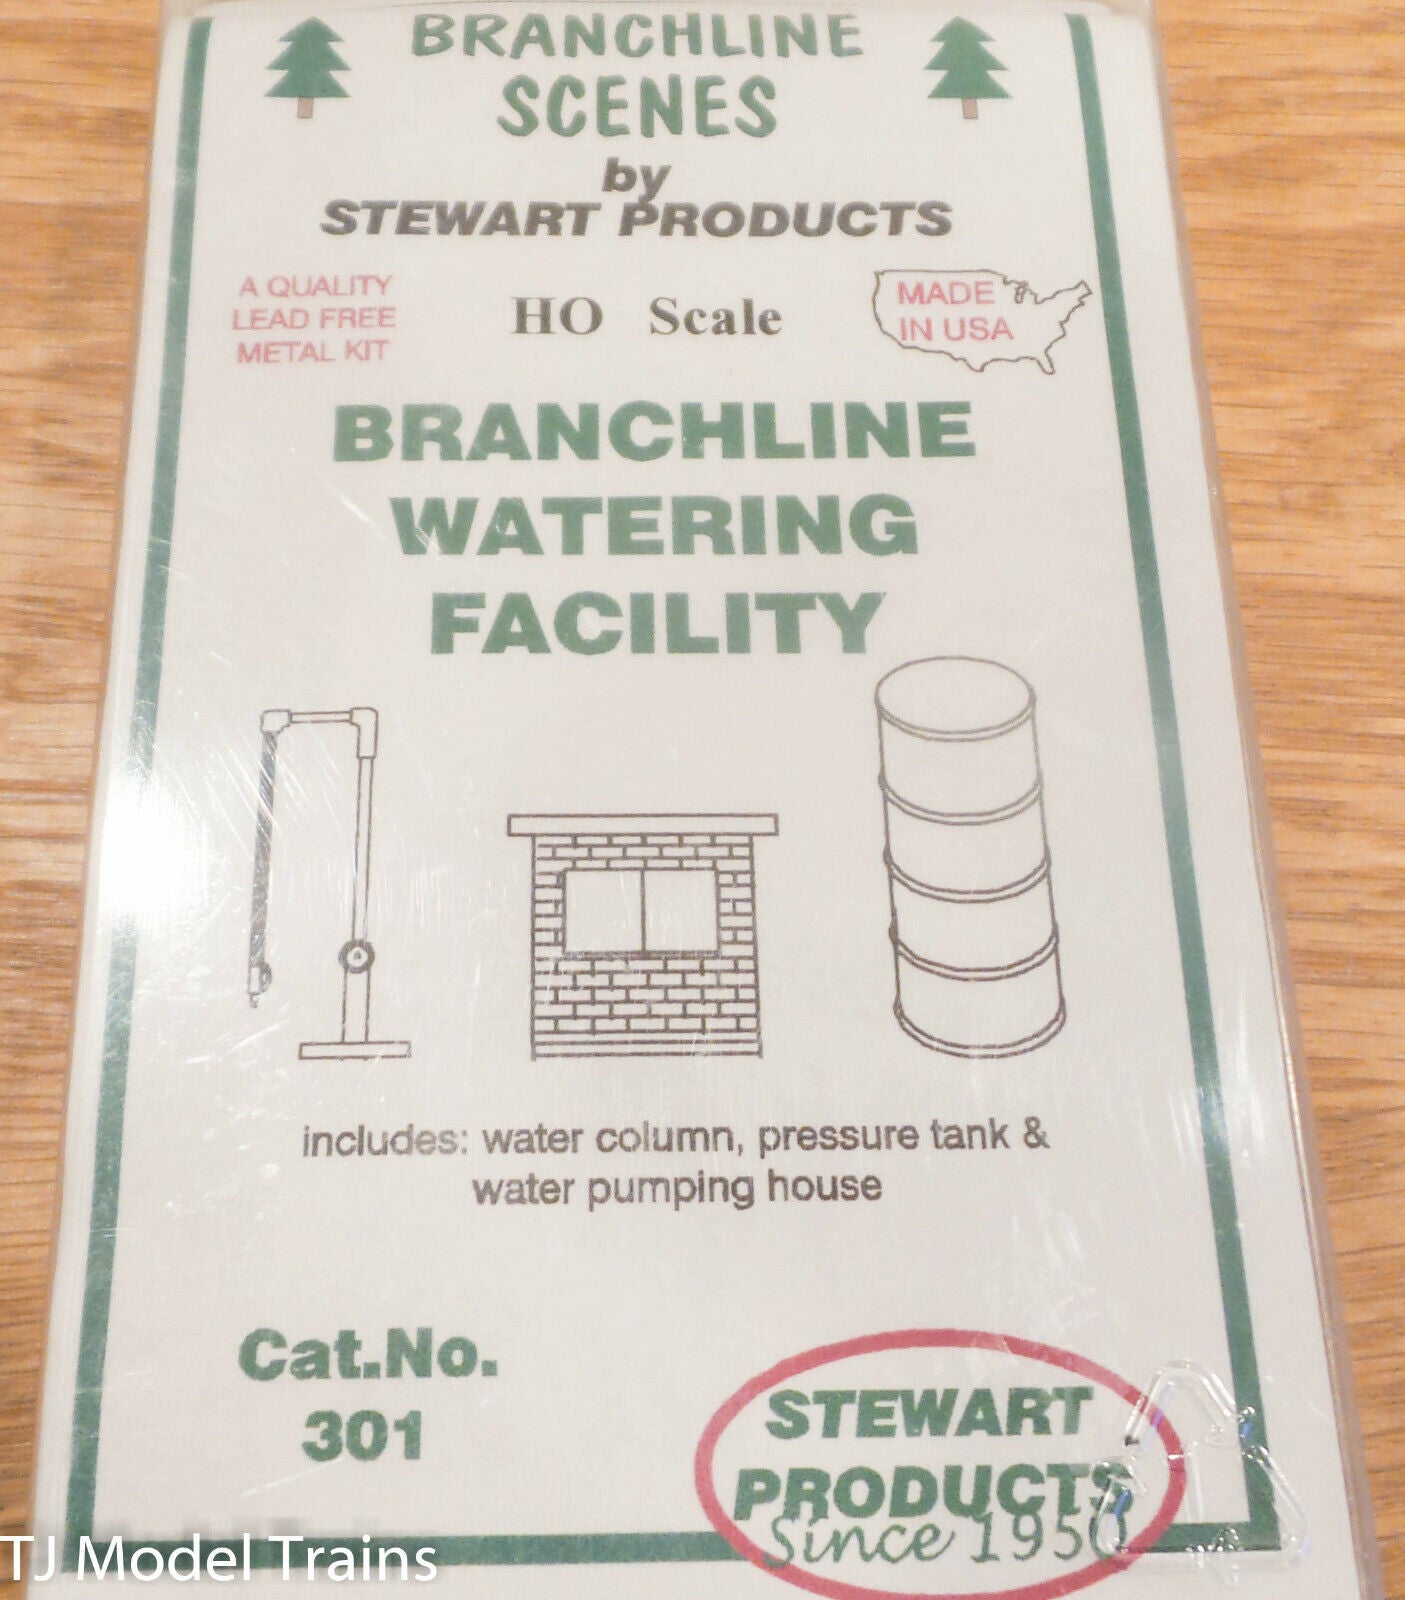 BRANCHLINE
SCENES
by
STEWART PRODUCTS
A QUALITY
LEAD FREE
METAL KIT
HO Scale
MADE
IN USA
BRANCHLINE
WATERING
FACILITY
includes: water column, pressure tank &
water pumping house
Cat.No.
301
STEWART
PRODUCTS
Since 1950
TJ Model Trains